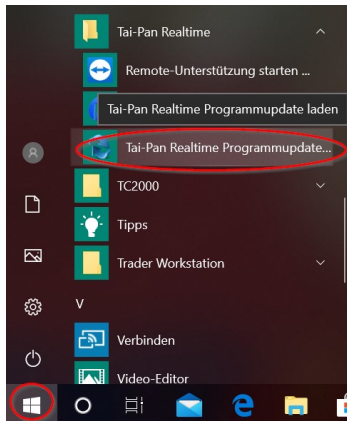 Tai-Pan Realtime
Remote-Unterstützung starten ...
Tai-Pan Realtime Programmupdate laden
Tai-Pan Realtime Programmupdate...
TC2000
Tipps
Trader Workstation
V
Verbinden
Video-Editor